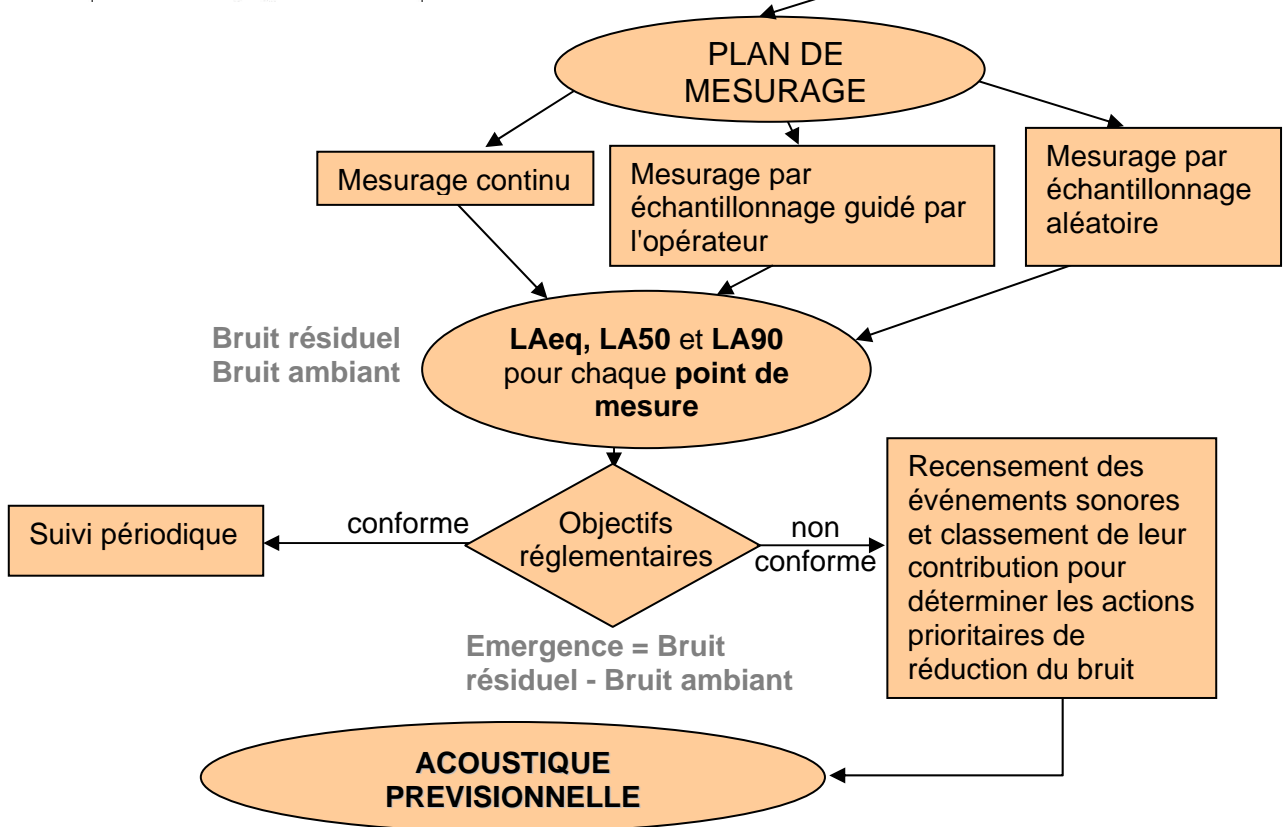 PLAN DE
MESURAGE
Mesurage continu
Mesurage par
échantillonnage guidé par
l'opérateur
Mesurage par
échantillonnage
aléatoire
Bruit résiduel
Bruit ambiant
LAeq, LA50 et LA90
pour chaque point de
mesure
Suivi périodique
conforme
Objectifs
réglementaires
non
conforme
Recensement des
événements sonores
et classement de leur
contribution pour
déterminer les actions
prioritaires de
réduction du bruit
Emergence = Bruit
résiduel - Bruit ambiant
ACOUSTIQUE
PREVISIONNELLE